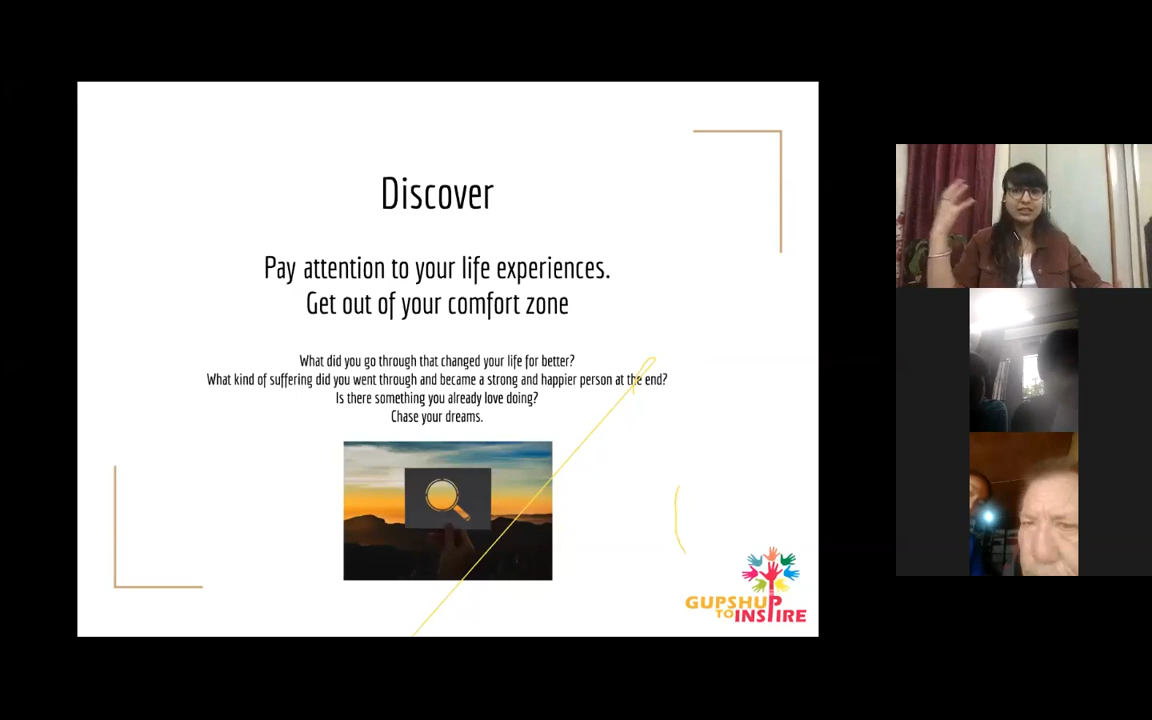 Discover
Pay attention to your life experiences.
Get out of your comfort zone
What did you go through that changed your life for better?
What kind of suffering did you went through and became a strong and happier person at the end?
Is there something you already love doing?
Chase your dreams.
GUPSHUP
TO INSPIRE